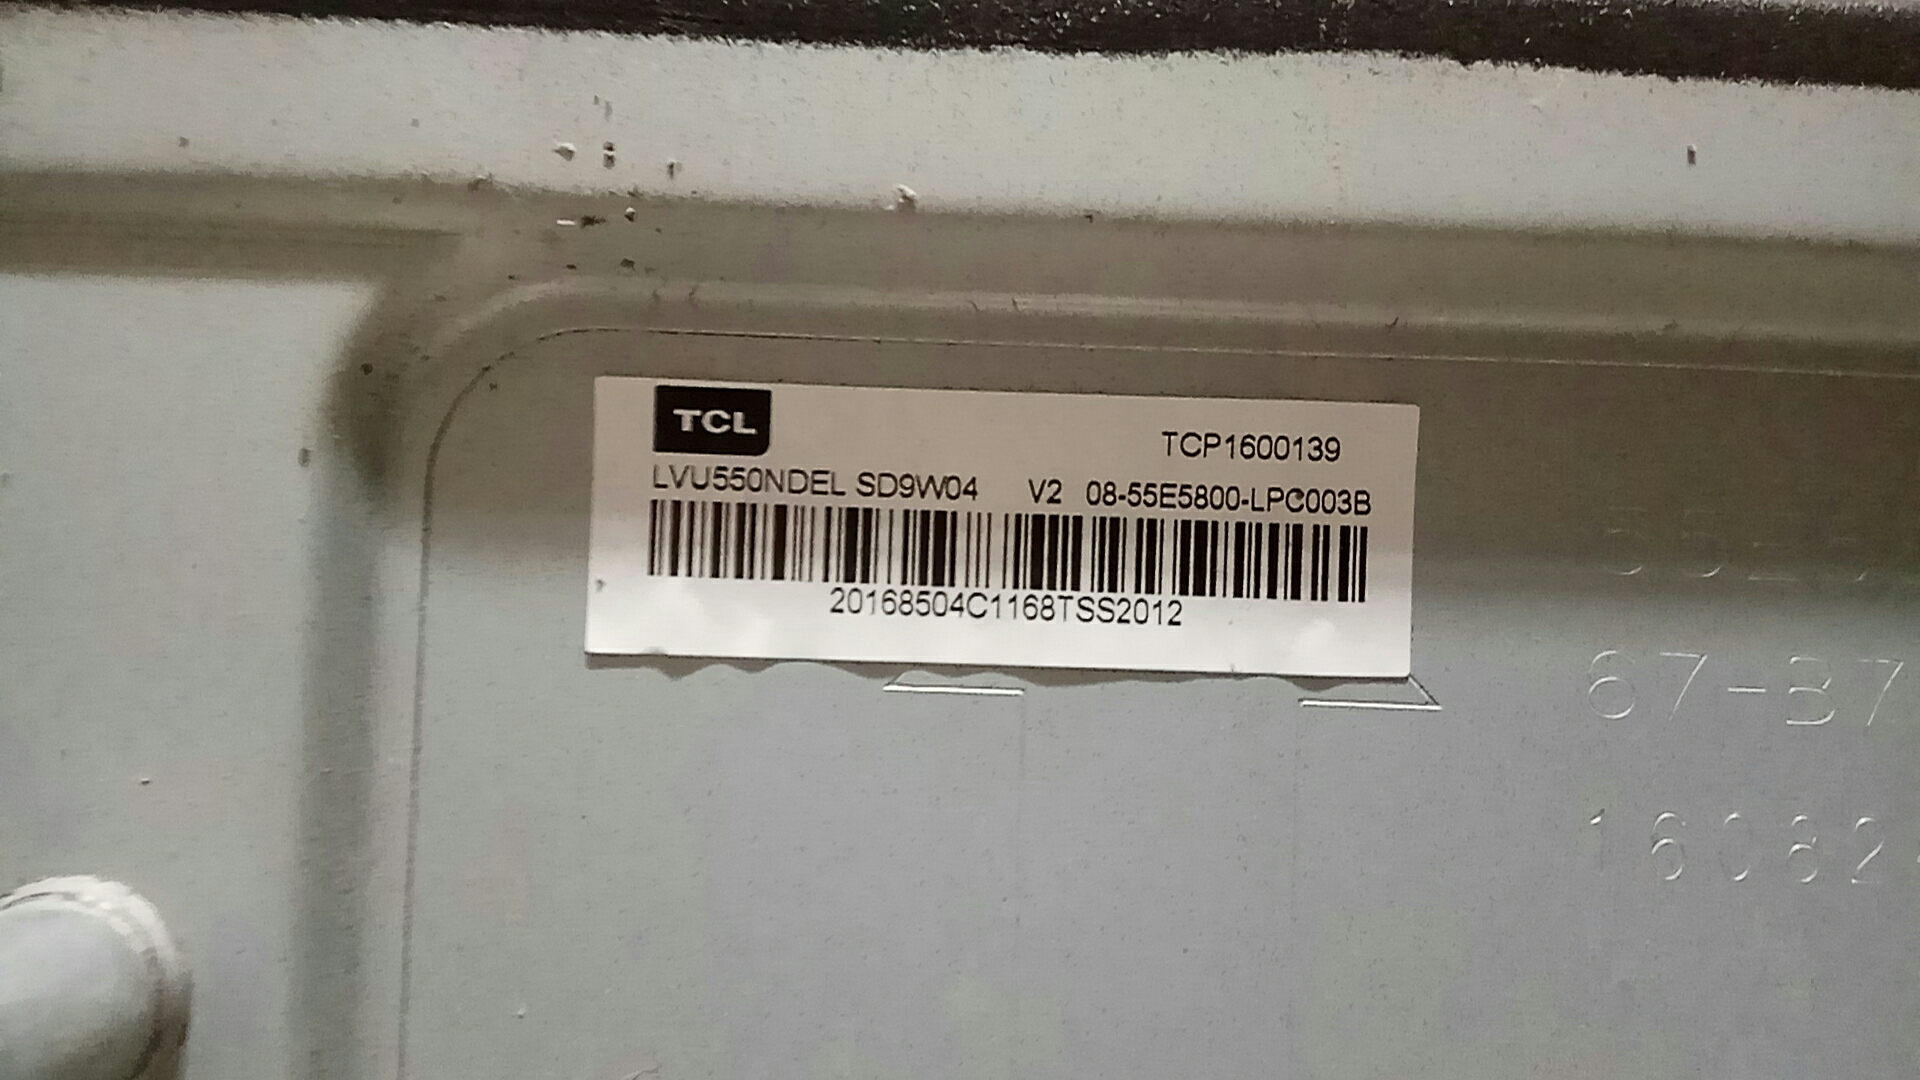 TCL
TCP1600139
LVU550NDEL SD9W04 V2 08-55E5800-LPC003B
20168504C1168TSS2012
67-B7
16082